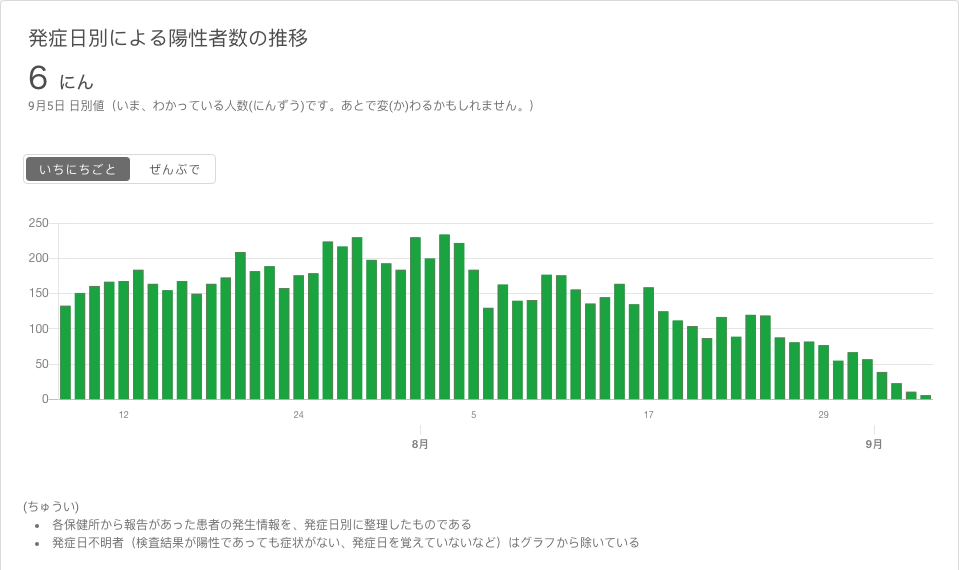 発症日別による陽性者数の推移
6 にん
9月5日 日別値（いま、わかっている人数(にんずう)です。あとで変(か)わるかもしれません。）
いちにちごと ぜんぶで
250
200
150
100
50
0
12 24 5 17 29
8月 9月
(ちゅうい)
• 各保健所から報告があった患者の発生情報を、発症日別に整理したものである
• 発症日不明者（検査結果が陽性であっても症状がない、発症日を覚えていないなど）はグラフから除いている